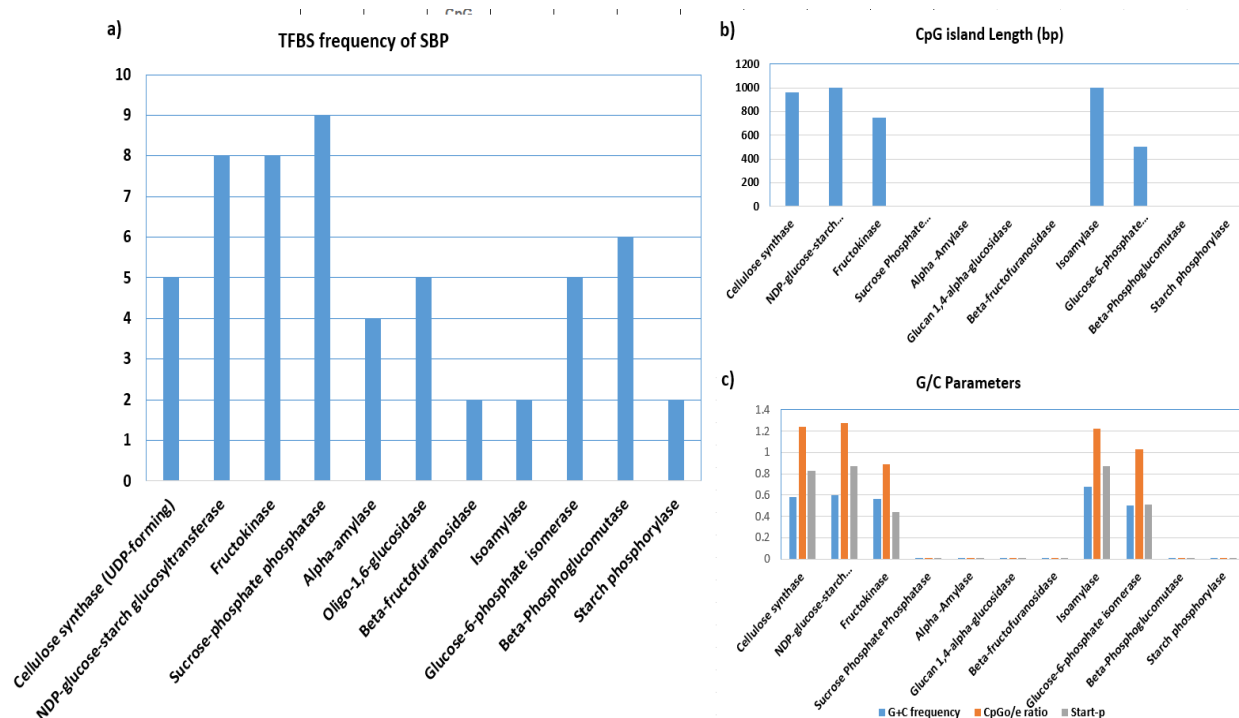 CpG
a)
TFBS frequency of SBP
10
9
8
7
6
5
4
3
2
1
0
Cellulose synthase (UDP-forming)
NDP-glucose-starch glucosyltransferase
Fructokinase
Sucrose-phosphate phosphatase
Alpha-amylase
Oligo-1,6-glucosidase
Beta-fructofuranosidase
Isoamylase
Glucose-6-phosphate isomerase
Beta-Phosphoglucomutase
Starch phosphorylase
b)
CpG island Length (bp)
1200
1000
800
600
400
200
0
Cellulose synthase
NDP-glucose-starch...
Fructokinase
Sucrose Phosphate...
Alpha -Amylase
Glucan 1,4-alpha-glucosidase
Beta-fructofuranosidase
Isoamylase
Glucose-6-phosphate...
Beta-Phosphoglucomutase
Starch phosphorylase
c)
G/C Parameters
1.4
1.2
1
0.8
0.6
0.4
0.2
0
Cellulose synthase
NDP-glucose-starch...
Fructokinase
Sucrose Phosphate Phosphatase
Alpha -Amylase
Glucan 1,4-alpha-glucosidase
Beta-fructofuranosidase
Isoamylase
Glucose-6-phosphate isomerase
Beta-Phosphoglucomutase
Starch phosphorylase
G+C frequency
CpGo/e ratio
Start-p